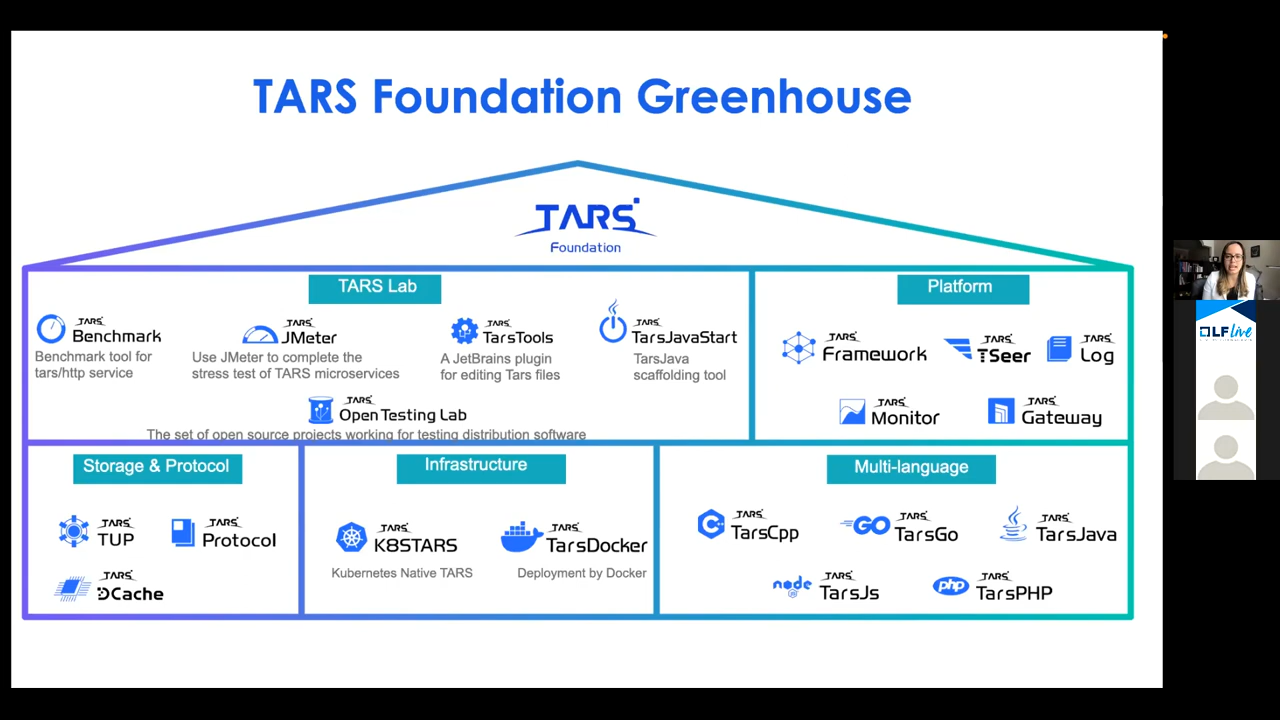 TARS Foundation Greenhouse
TARS
Foundation
TARS Lab
TARS
Benchmark
Benchmark tool for
tars/http service
TARS
JMeter
Use JMeter to complete the
stress test of TARS microservices
TARS
TarsTools
A JetBrains plugin
for editing Tars files
TARS
TarsJavaStart
TarsJava
scaffolding tool
TARS
Open Testing Lab
The set of open source projects working for testing distribution software
Platform
TARS
Framework
TARS
TSeer
TARS
Log
TARS
Monitor
TARS
Gateway
Storage & Protocol
TARS
TUP
TARS
Protocol
TARS
DCache
Infrastructure
TARS
K8STARS
Kubernetes Native TARS
TARS
TarsDocker
Deployment by Docker
Multi-language
C++
TARS
TarsCpp
GO
TARS
TarsGo
TARS
TarsJava
node
JS
TARS
TarsJs
php
TARS
TarsPHP
LF Live